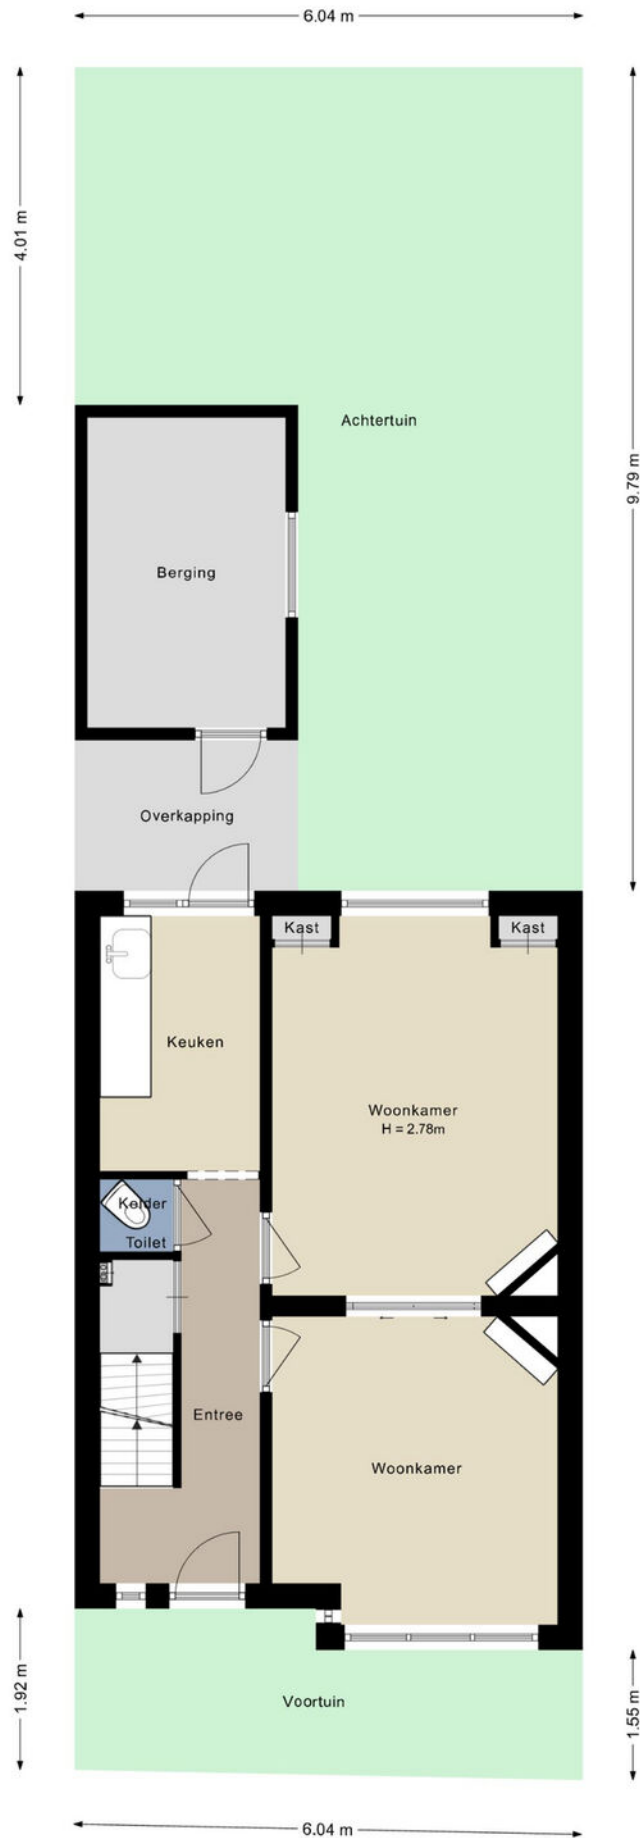 6.04 m
4.01 m
Achtertuin
9.79 m
Berging
Overkapping
Kast
Kast
Keuken
Woonkamer
H = 2.78m
Kelder
Toilet
Entree
Woonkamer
1.92 m
Voortuin
1.55 m
6.04 m